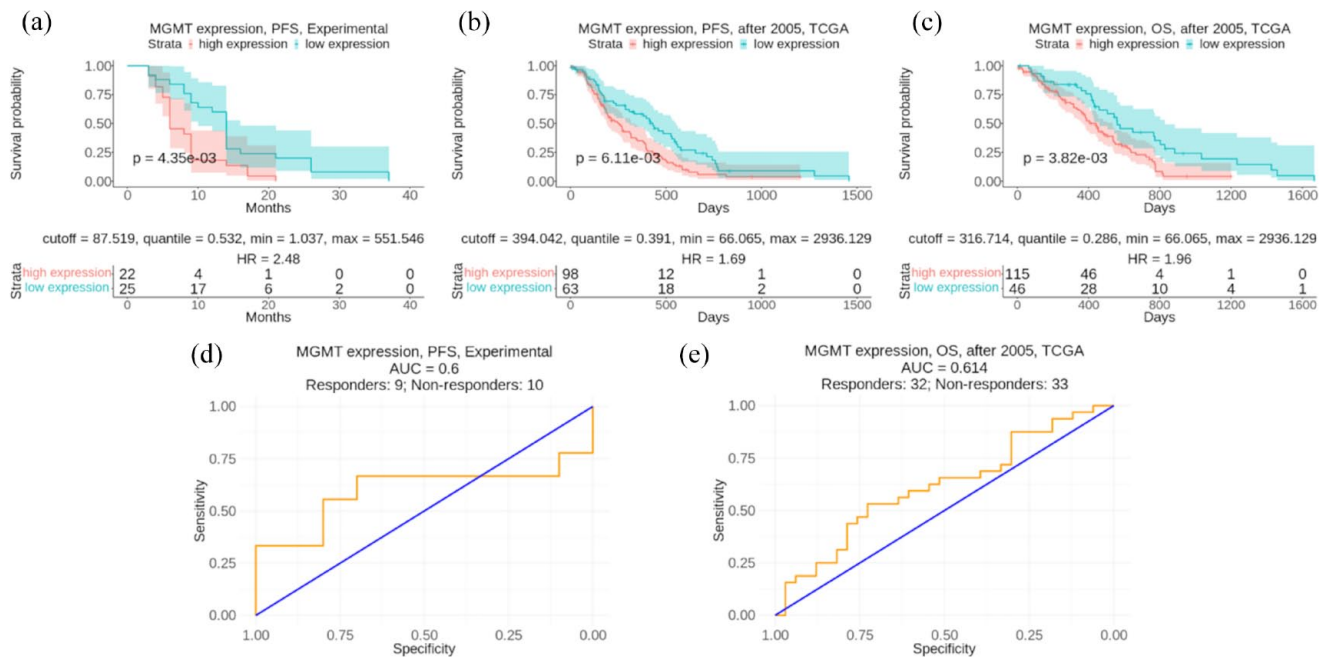 (a)
MGMT expression, PFS, Experimental
Strata high expression low expression
Survival probability
1.00
0.75
0.50
0.25
0.00
p = 4.35e-03
0 10 20 30 40
Months
cutoff = 87.519, quantile = 0.532, min = 1.037, max = 551.546
HR = 2.48
Strata
high expression 22 4 1 0 0
low expression 25 17 6 2 0
0 10 20 30 40
Months
(b)
MGMT expression, PFS, after 2005, TCGA
Strata high expression low expression
Survival probability
1.00
0.75
0.50
0.25
0.00
p = 6.11e-03
0 500 1000 1500
Days
cutoff = 394.042, quantile = 0.391, min = 66.065, max = 2936.129
HR = 1.69
Strata
high expression 98 12 1 0
low expression 63 18 2 0
0 500 1000 1500
Days
(c)
MGMT expression, OS, after 2005, TCGA
Strata high expression low expression
Survival probability
1.00
0.75
0.50
0.25
0.00
p = 3.82e-03
0 400 800 1200 1600
Days
cutoff = 316.714, quantile = 0.286, min = 66.065, max = 2936.129
HR = 1.96
Strata
high expression 115 46 4 1 0
low expression 46 28 10 4 1
0 400 800 1200 1600
Days
(d)
MGMT expression, PFS, Experimental
AUC = 0.6
Responders: 9; Non-responders: 10
Sensitivity
1.00
0.75
0.50
0.25
0.00
1.00 0.75 0.50 0.25 0.00
Specificity
(e)
MGMT expression, OS, after 2005, TCGA
AUC = 0.614
Responders: 32; Non-responders: 33
Sensitivity
1.00
0.75
0.50
0.25
0.00
1.00 0.75 0.50 0.25 0.00
Specificity